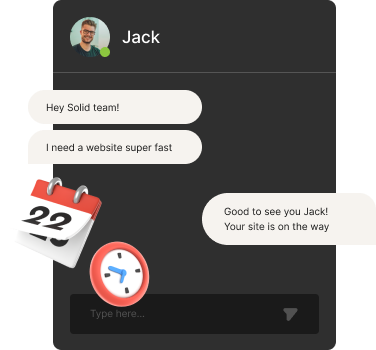 Jack
Hey Solid team!
I need a website super fast
Good to see you Jack!
Your site is on the way
22
Type here...